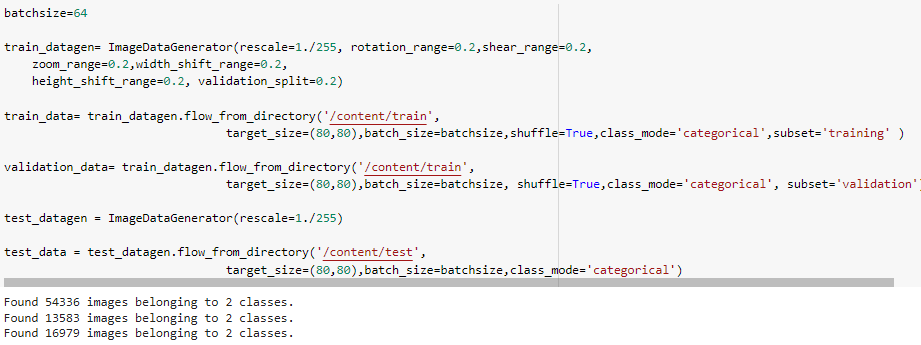 batchsize=64
train_datagen= ImageDataGenerator(rescale=1./255, rotation_range=0.2,shear_range=0.2,
zoom_range=0.2,width_shift_range=0.2,
height_shift_range=0.2, validation_split=0.2)
train_data= train_datagen.flow_from_directory('/content/train',
target_size=(80,80),batch_size=batchsize,shuffle=True,class_mode='categorical',subset='training' )
validation_data= train_datagen.flow_from_directory('/content/train',
target_size=(80,80),batch_size=batchsize, shuffle=True,class_mode='categorical', subset='validation')
test_datagen = ImageDataGenerator(rescale=1./255)
test_data = test_datagen.flow_from_directory('/content/test',
target_size=(80,80),batch_size=batchsize,class_mode='categorical')
Found 54336 images belonging to 2 classes.
Found 13583 images belonging to 2 classes.
Found 16979 images belonging to 2 classes.